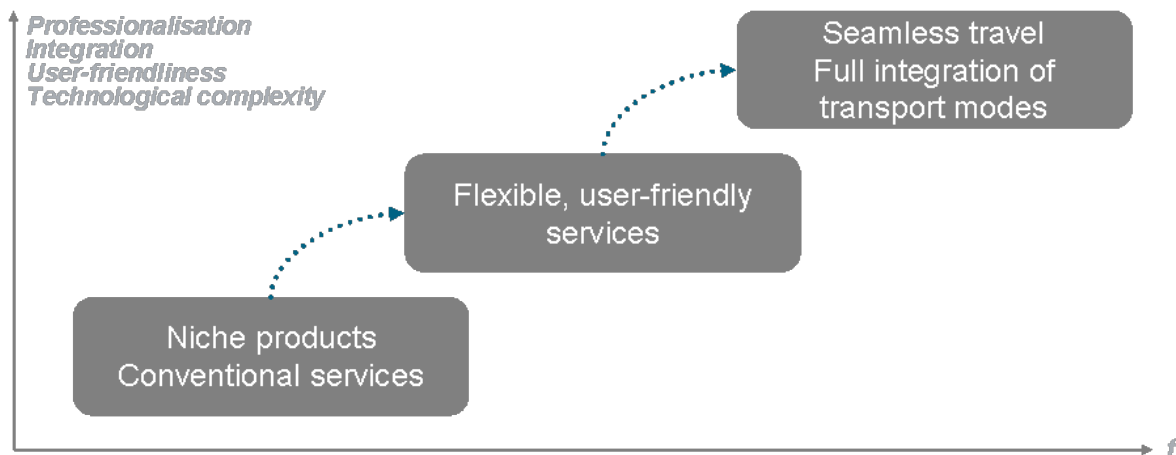 Professionalisation
Integration
User-friendliness
Technological complexity
Seamless travel
Full integration of
transport modes
Flexible, user-friendly
services
Niche products
Conventional services